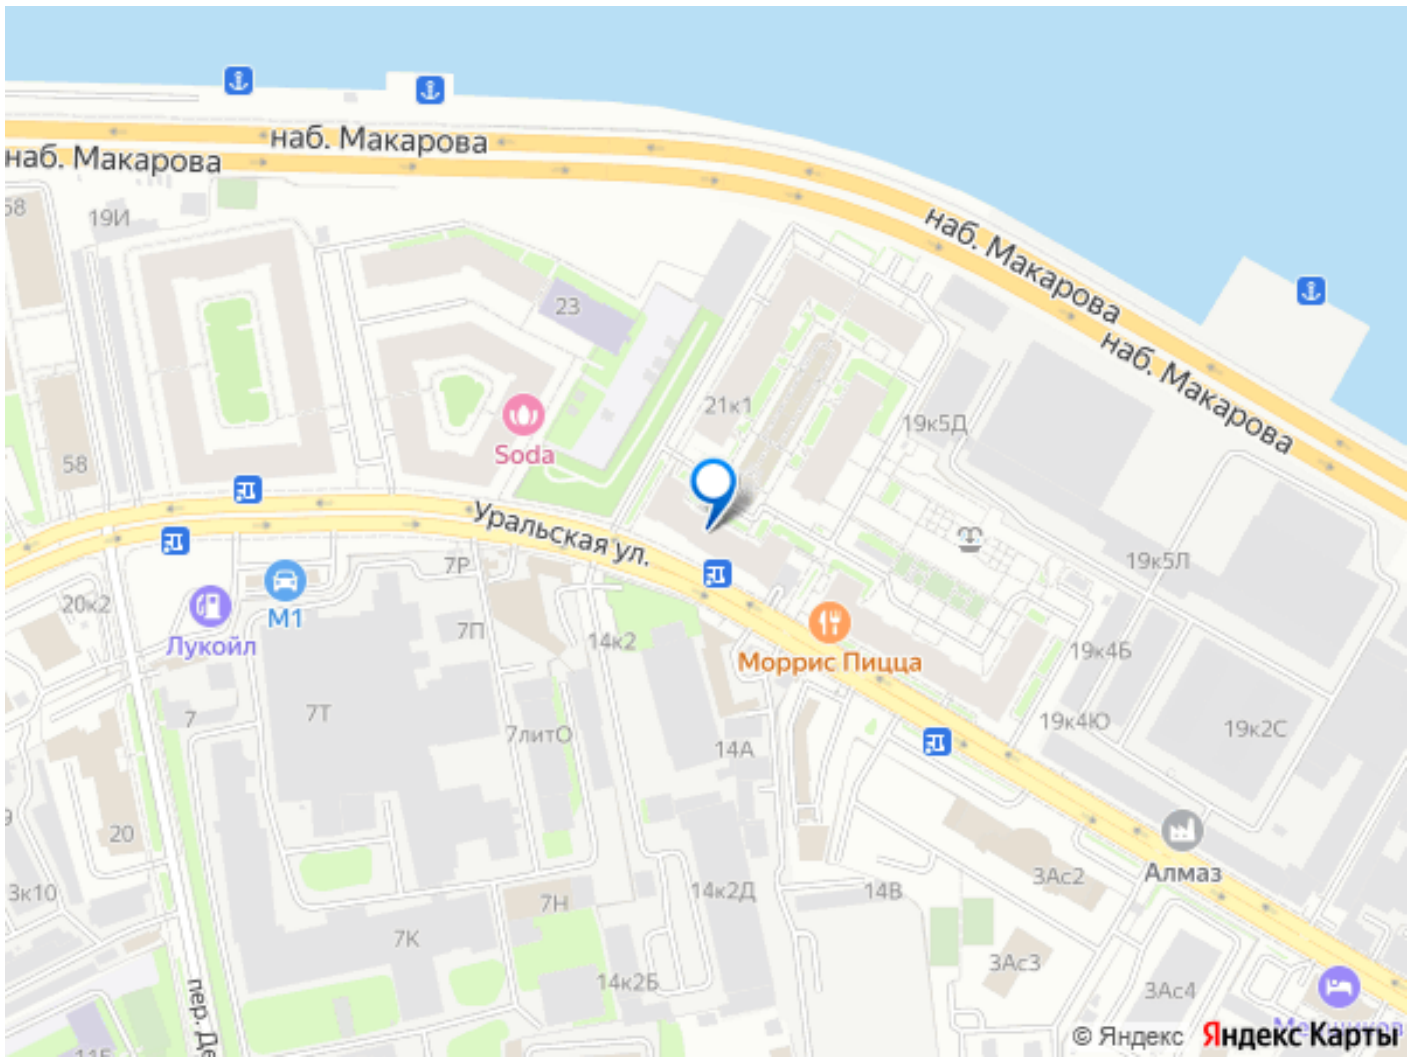 наб. Макарова
наб. Макарова
наб. Макарова
наб. Макарова
58
19И
23
21к1
19к5Д
Soda
58
Уральская ул.
7Р
19к5Л
20к2
М1
Лукойл
7П
14к2
Моррис Пицца
19к4Б
7
7Т
7литО
14А
19к4Ю
19к2С
20
3к10
3Ас2
Алмаз
7Н
14к2Д
14В
7К
3Ас3
14к2Б
3Ас4
пер. Де
© Яндекс
Яндекс Карты